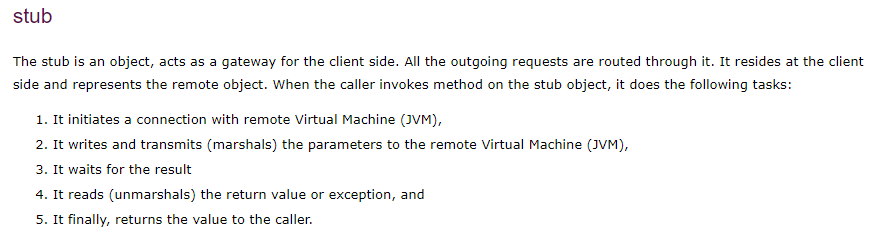 stub
The stub is an object, acts as a gateway for the client side. All the outgoing requests are routed through it. It resides at the client
side and represents the remote object. When the caller invokes method on the stub object, it does the following tasks:
1. It initiates a connection with remote Virtual Machine (JVM),
2. It writes and transmits (marshals) the parameters to the remote Virtual Machine (JVM),
3. It waits for the result
4. It reads (unmarshals) the return value or exception, and
5. It finally, returns the value to the caller.